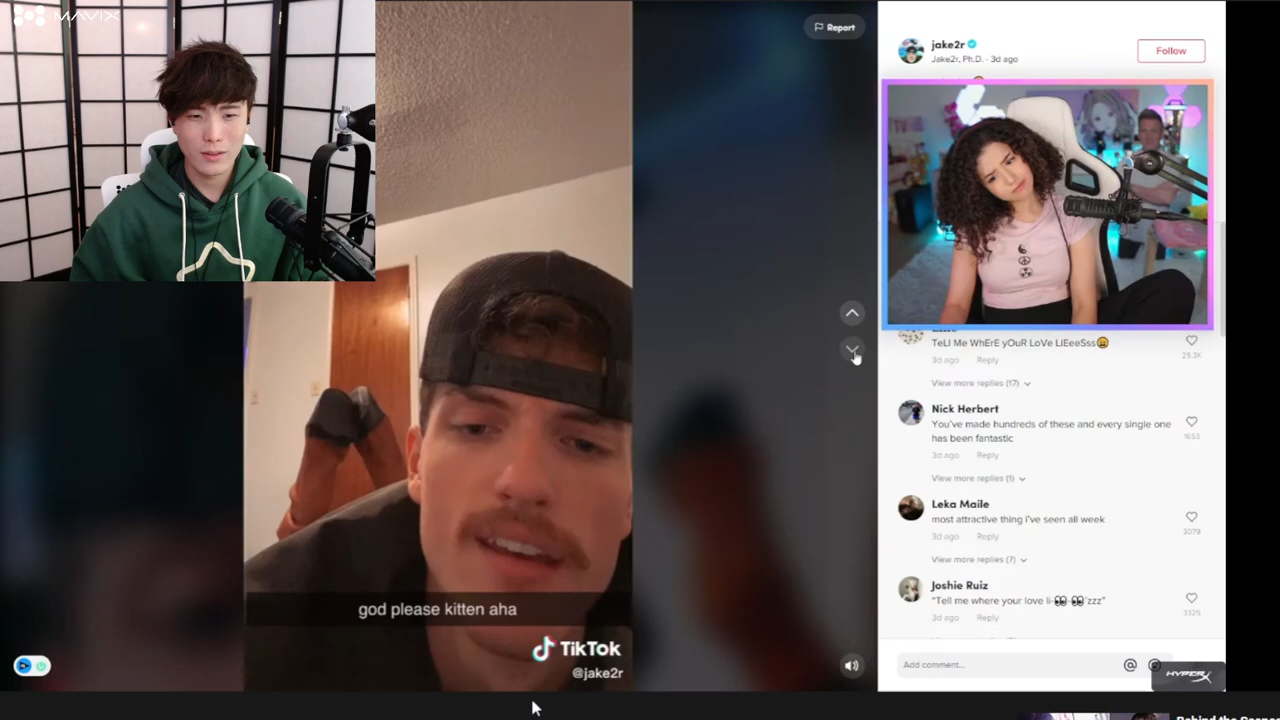 MAVIX
Report
god please kitten aha
TikTok
@jake2r
jake2r
Jake2r, Ph.D. · 3d ago
Follow
TeLl Me WhErE yOuR LoVe LIEeeSss😩
25.3K
3d ago Reply
View more replies (17)
Nick Herbert
You've made hundreds of these and every single one
has been fantastic
1653
3d ago Reply
View more replies (1)
Leka Maile
most attractive thing i've seen all week
3079
3d ago Reply
View more replies (7)
Joshie Ruiz
"Tell me where your love li-👀-👀'zzz"
3325
3d ago Reply
Add comment...
HYPERX